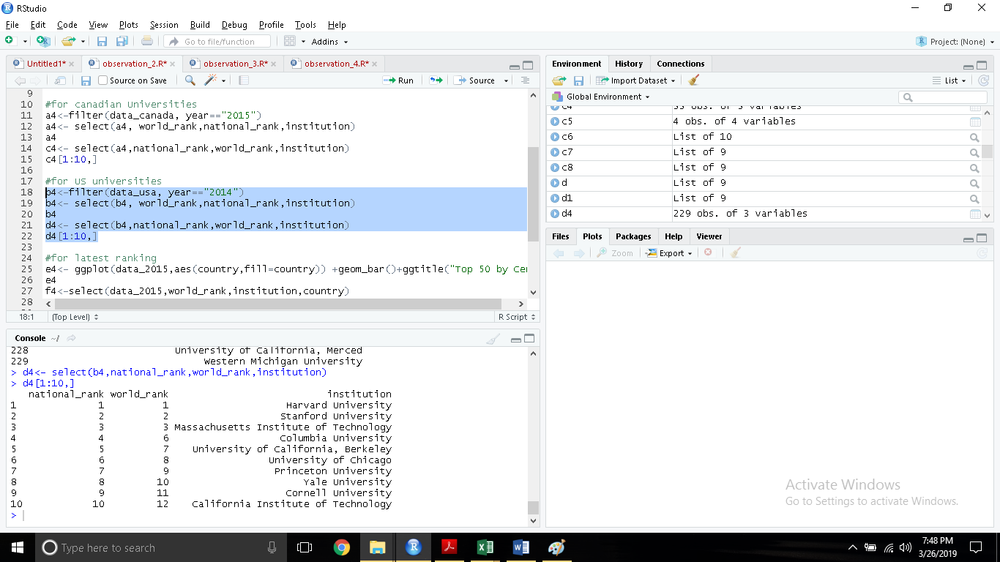 RStudio
File Edit Code View Plots Session Build Debug Profile Tools Help
Go to file/function Addins Project: (None)
Untitled1* observation_2.R* observation_3.R* observation_4.R*
Source on Save Run Source
9
10 #for canadian Universities
11 a4<-filter(data_canada, year=="2015")
12 a4<- select(a4, world_rank,national_rank,institution)
13 a4
14 c4<- select(a4,national_rank,world_rank,institution)
15 c4[1:10,]
16
17 #for US universities
18 b4<-filter(data_usa, year=="2014")
19 b4<- select(b4, world_rank,national_rank,institution)
20 b4
21 d4<- select(b4,national_rank,world_rank,institution)
22 d4[1:10,]
23
24 #for latest ranking
25 e4<- ggplot(data_2015,aes(country,fill=country)) +geom_bar()+ggtitle("Top 50 by Cen
26 e4
27 f4<-select(data_2015,world_rank,institution,country)
28
18:1 (Top Level) R Script
Console ~/
228 University of California, Merced
229 Western Michigan University
> d4<- select(b4,national_rank,world_rank,institution)
> d4[1:10,]
national_rank world_rank institution
1 1 1 Harvard University
2 2 2 Stanford University
3 3 3 Massachusetts Institute of Technology
4 4 6 Columbia University
5 5 7 University of California, Berkeley
6 6 8 University of Chicago
7 7 9 Princeton University
8 8 10 Yale University
9 9 11 Cornell University
10 10 12 California Institute of Technology
>
Environment History Connections
Import Dataset List
Global Environment
c4 33 obs. of 3 variables
c5 4 obs. of 4 variables
c6 List of 10
c7 List of 9
c8 List of 9
d List of 9
d1 List of 9
d4 229 obs. of 3 variables
Files Plots Packages Help Viewer
Zoom Export
Activate Windows
Go to Settings to activate Windows.
Type here to search
7:48 PM
3/26/2019